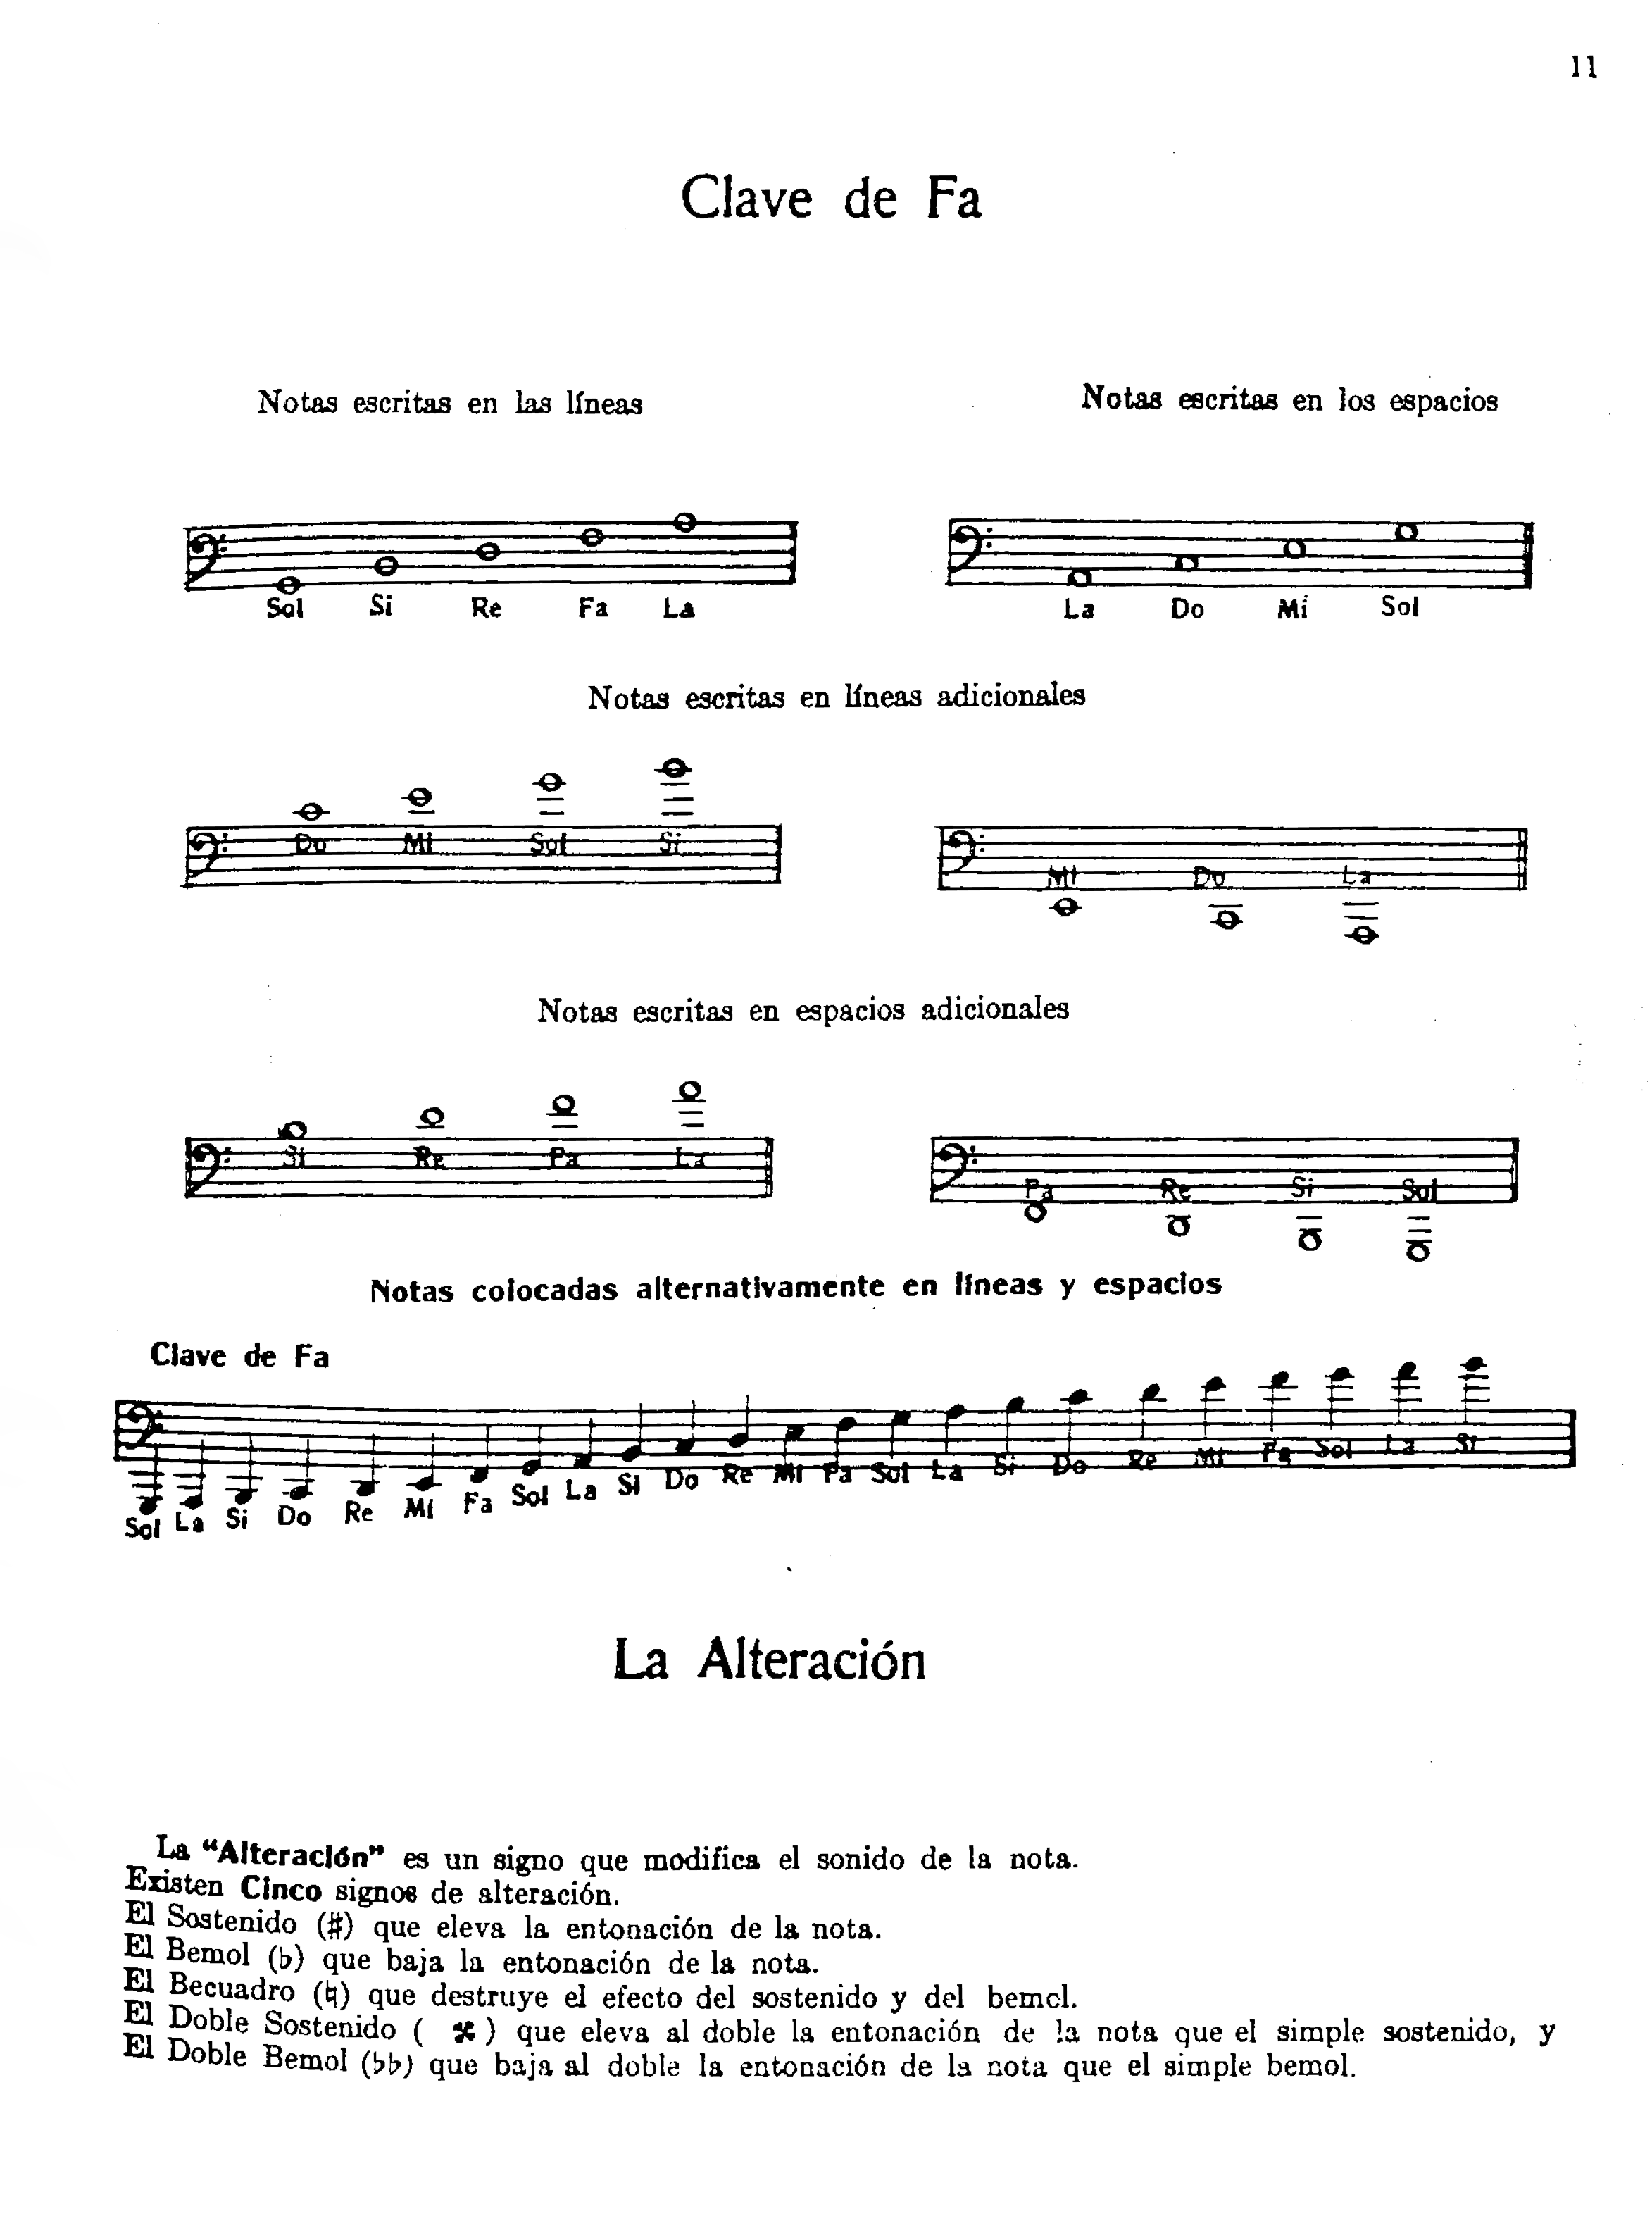 11
Clave de Fa
Notas escritas en las líneas
Notas escritas en los espacios
Sol Si Re Fa La
La Do Mi Sol
Notas escritas en líneas adicionales
Do Mi Sol Si
Mi Do La
Notas escritas en espacios adicionales
Si Re Fa La
Fa Re Si Sol
Notas colocadas alternativamente en líneas y espacios
Clave de Fa
Sol La Si Do Re Mi Fa Sol La Si Do Re Mi Fa Sol La Si Do Re Mi Fa Sol La Si
La Alteración
La “Alteración” es un signo que modifica el sonido de la nota.
Existen Cinco signos de alteración.
El Sostenido (♯) que eleva la entonación de la nota.
El Bemol (♭) que baja la entonación de la nota.
El Becuadro (♮) que destruye el efecto del sostenido y del bemol.
El Doble Sostenido ( 𝄪 ) que eleva al doble la entonación de la nota que el simple sostenido, y
El Doble Bemol (♭♭) que baja al doble la entonación de la nota que el simple bemol.